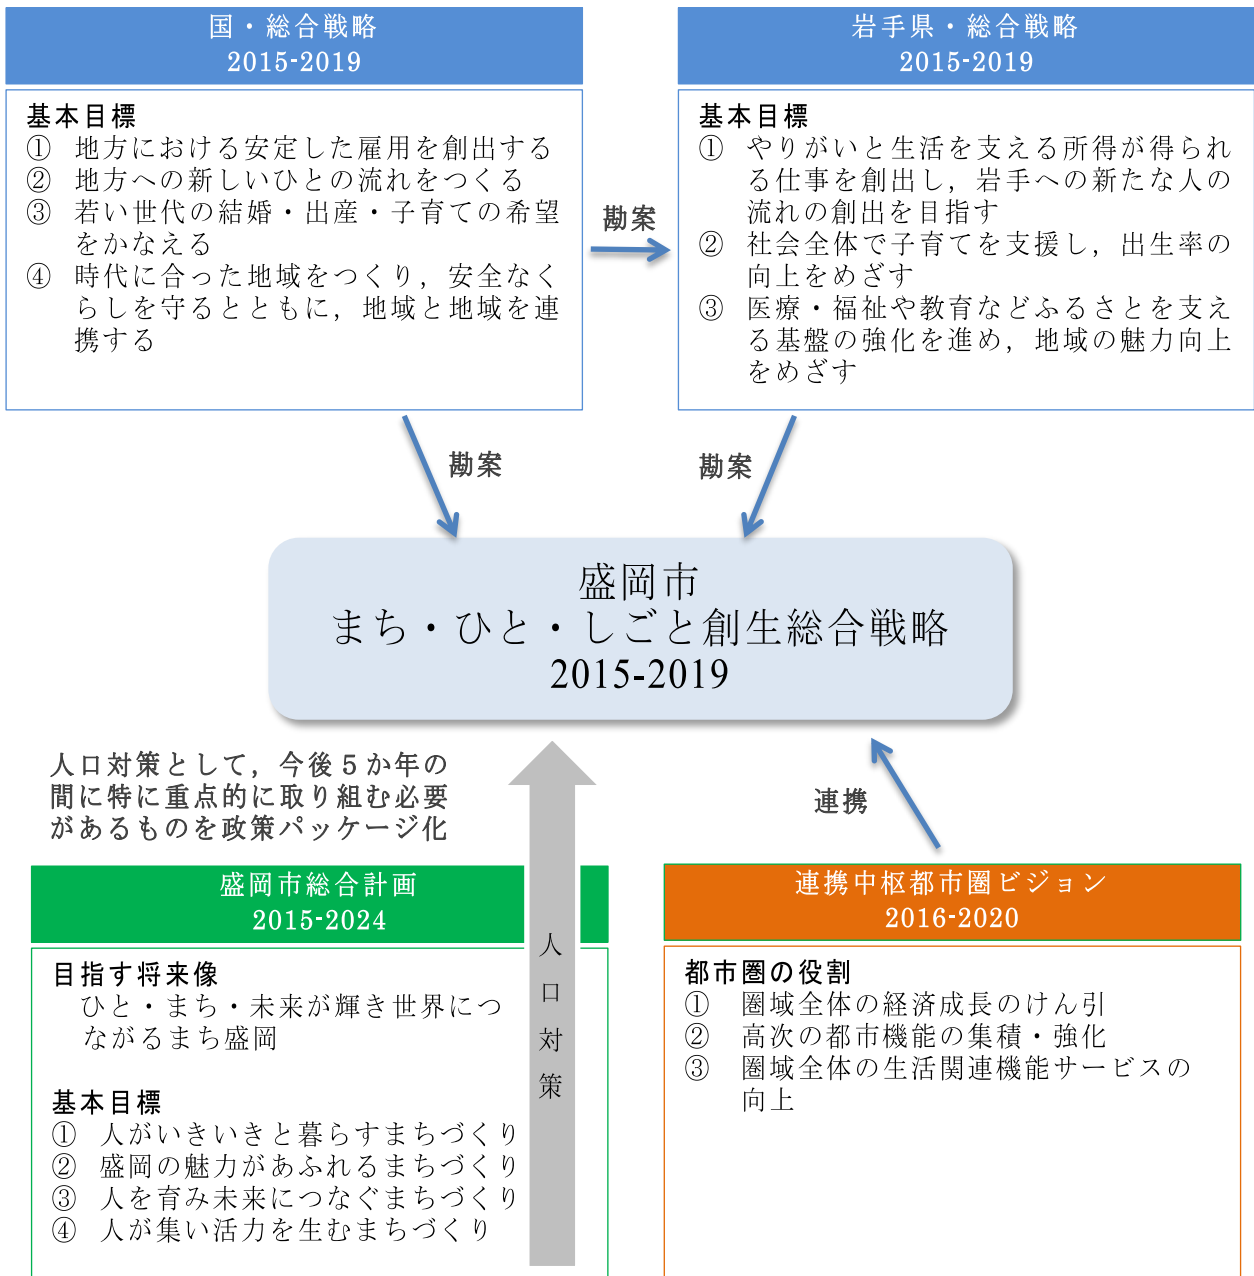 国・総合戦略
2015-2019
基本目標
① 地方における安定した雇用を創出する
② 地方への新しいひとの流れをつくる
③ 若い世代の結婚・出産・子育ての希望
をかなえる
④ 時代に合った地域をつくり，安全なく
らしを守るとともに，地域と地域を連
携する
勘案
岩手県・総合戦略
2015-2019
基本目標
① やりがいと生活を支える所得が得られ
る仕事を創出し，岩手への新たな人の
流れの創出を目指す
② 社会全体で子育てを支援し，出生率の
向上をめざす
③ 医療・福祉や教育などふるさとを支え
る基盤の強化を進め，地域の魅力向上
をめざす
勘案
勘案
盛岡市
まち・ひと・しごと創生総合戦略
2015-2019
人口対策として，今後５か年の
間に特に重点的に取り組む必要
があるものを政策パッケージ化
連携
盛岡市総合計画
2015-2024
目指す将来像
ひと・まち・未来が輝き世界につ
ながるまち盛岡
基本目標
① 人がいきいきと暮らすまちづくり
② 盛岡の魅力があふれるまちづくり
③ 人を育み未来につなぐまちづくり
④ 人が集い活力を生むまちづくり
人口対策
連携中枢都市圏ビジョン
2016-2020
都市圏の役割
① 圏域全体の経済成長のけん引
② 高次の都市機能の集積・強化
③ 圏域全体の生活関連機能サービスの
向上